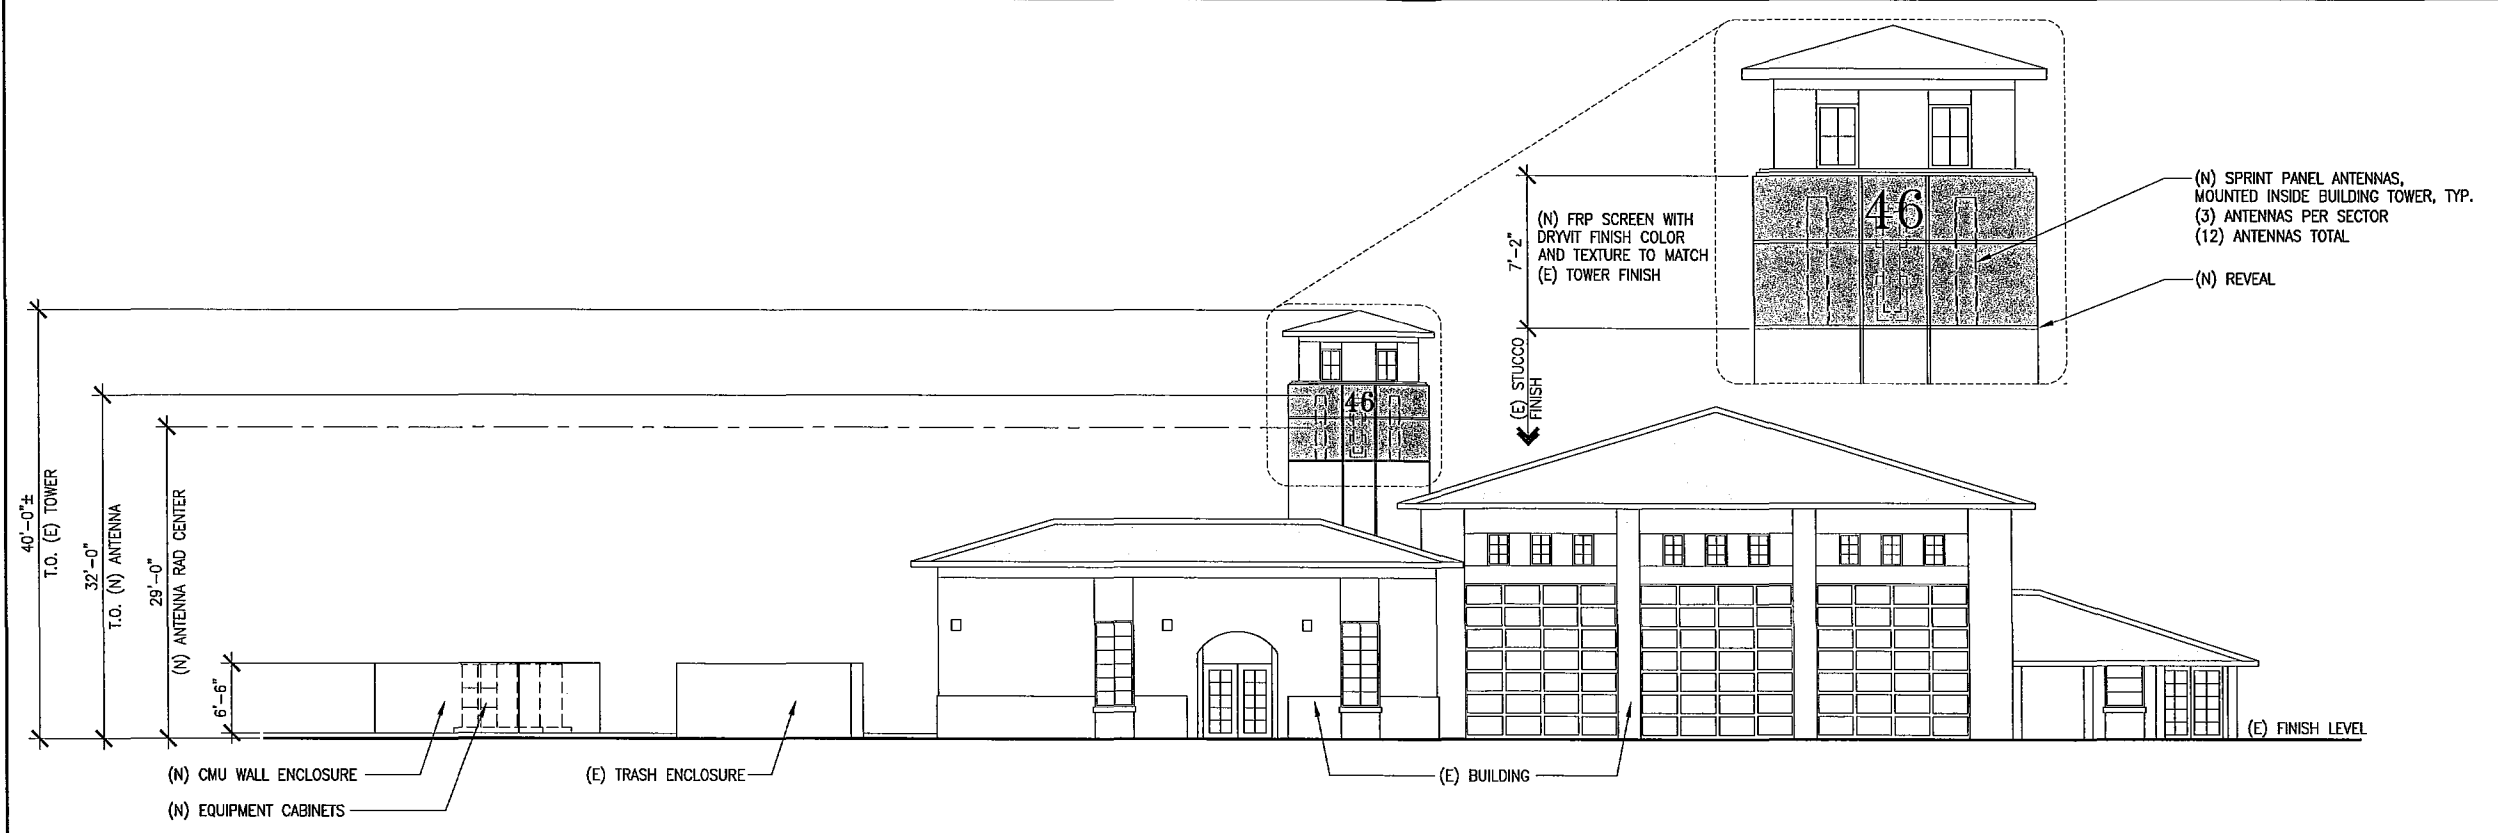 46
(N) SPRINT PANEL ANTENNAS,
MOUNTED INSIDE BUILDING TOWER, TYP.
(3) ANTENNAS PER SECTOR
(12) ANTENNAS TOTAL
(N) REVEAL
7'-2"
(N) FRP SCREEN WITH
DRYVIT FINISH COLOR
AND TEXTURE TO MATCH
(E) TOWER FINISH
(E) STUCCO
FINISH
46
40'-0"±
T.O. (E) TOWER
32'-0"
T.O. (N) ANTENNA
29'-0"
(N) ANTENNA RAD CENTER
6'-6"
(E) FINISH LEVEL
(N) CMU WALL ENCLOSURE
(E) TRASH ENCLOSURE
(E) BUILDING
(N) EQUIPMENT CABINETS